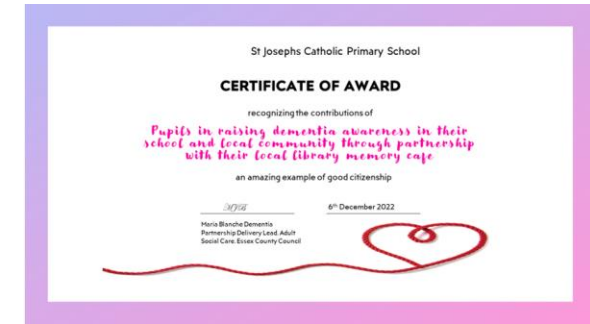 St Josephs Catholic Primary School
CERTIFICATE OF AWARD
recognizing the contributions of
Pupils in raising dementia awareness in their
school and local community through partnership
with their local library memory cafe
an amazing example of good citizenship
6th December 2022
Maria Blanche Dementia
Partnership Delivery Lead. Adult
Social Care. Essex County Council